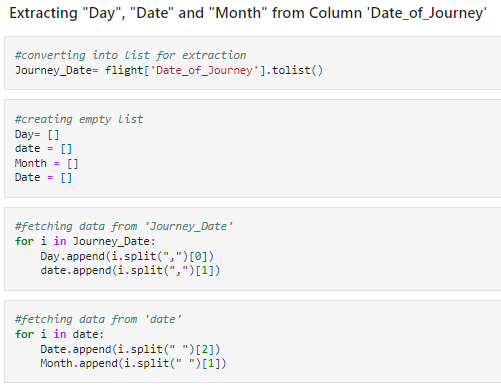 Extracting "Day", "Date" and "Month" from Column 'Date_of_Journey'
#converting into list for extraction
Journey_Date= flight['Date_of_Journey'].tolist()
#creating empty list
Day= []
date = []
Month = []
Date = []
#fetching data from 'Journey_Date'
for i in Journey_Date:
    Day.append(i.split(",")[0])
    date.append(i.split(",")[1])
#fetching data from 'date'
for i in date:
    Date.append(i.split(" ")[2])
    Month.append(i.split(" ")[1])